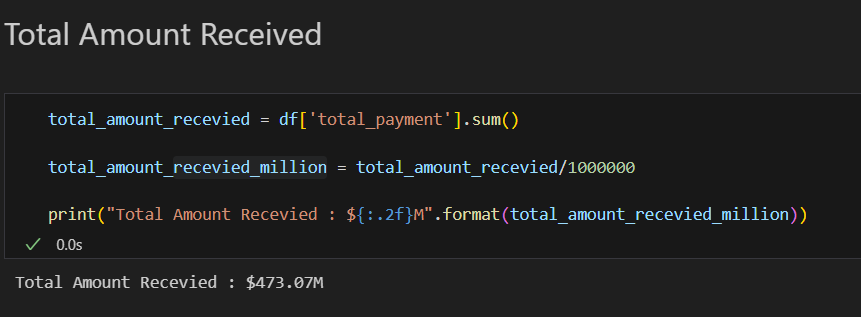 Total Amount Received
total_amount_recevied = df['total_payment'].sum()
total_amount_recevied_million = total_amount_recevied/1000000
print("Total Amount Recevied : ${:.2f}M".format(total_amount_recevied_million))
0.0s
Total Amount Recevied : $473.07M